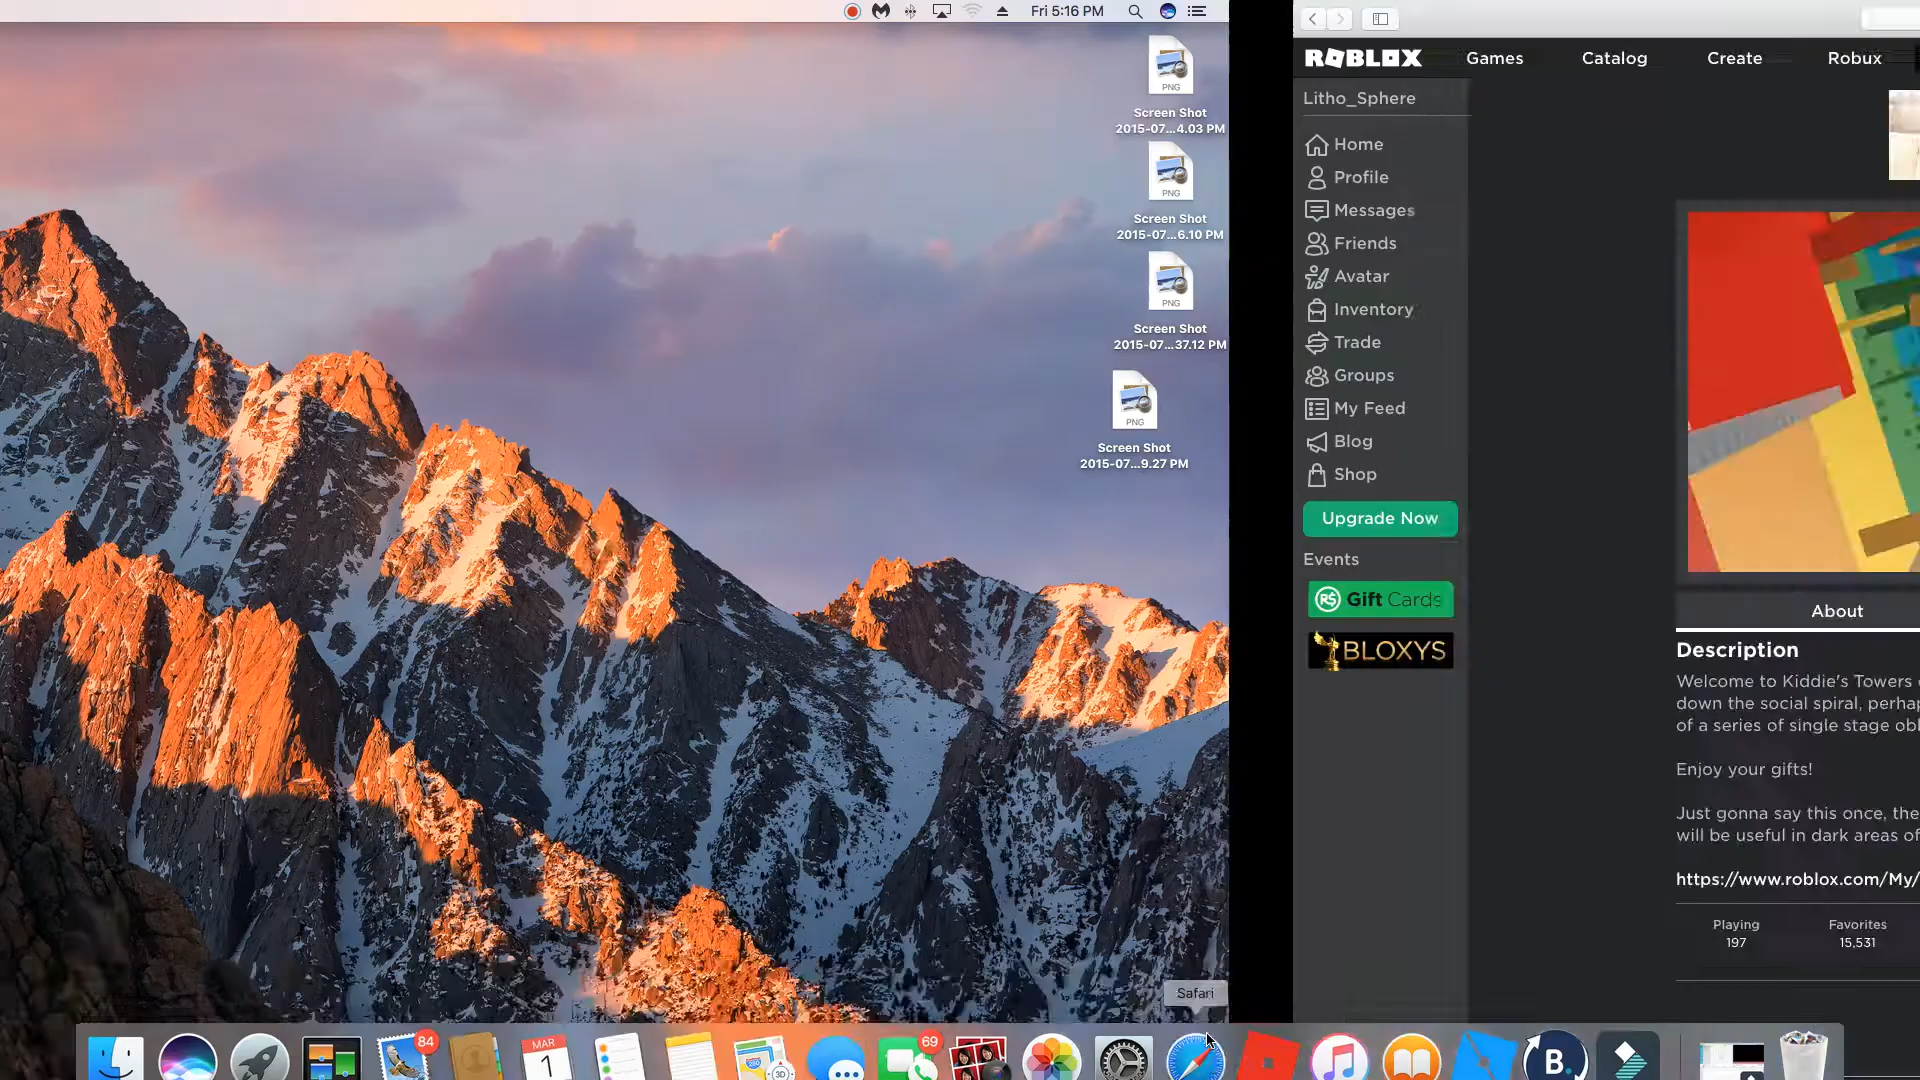 Fri 5:16 PM
PNG
Screen Shot
2015-07...4.03 PM
PNG
Screen Shot
2015-07...6.10 PM
PNG
Screen Shot
2015-07...37.12 PM
PNG
Screen Shot
2015-07...9.27 PM
Safari
84
MAR
1
3D
69
B.
ROBLOX
Games
Catalog
Create
Robux
Litho_Sphere
Home
Profile
Messages
Friends
Avatar
Inventory
Trade
Groups
My Feed
Blog
Shop
Upgrade Now
Events
R$ Gift Cards
BLOXYS
About
Description
Welcome to Kiddie's Towers
down the social spiral,
of a series of single stage
Enjoy your gifts!
Just gonna say this once,
will be useful in dark areas
https://www.roblox.com/My/
Playing
197
Favorites
15,531